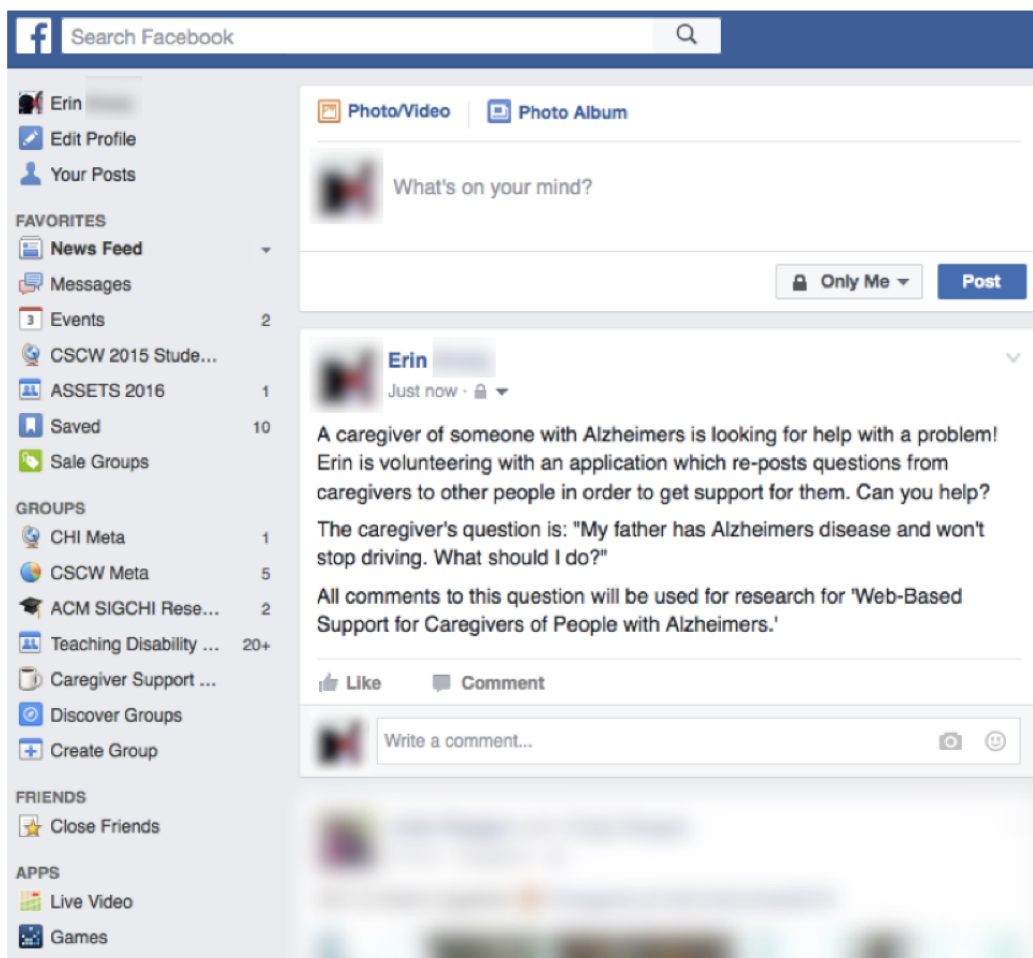 f
Search Facebook
Erin
Edit Profile
Your Posts
FAVORITES
News Feed
Messages
3 Events 2
CSCW 2015 Stude...
ASSETS 2016 1
Saved 10
Sale Groups
GROUPS
CHI Meta 1
CSCW Meta 5
ACM SIGCHI Rese... 2
Teaching Disability ... 20+
Caregiver Support ...
Discover Groups
Create Group
FRIENDS
Close Friends
APPS
Live Video
Games
Photo/Video Photo Album
What's on your mind?
Only Me Post
Erin
Just now ·
A caregiver of someone with Alzheimers is looking for help with a problem!
Erin is volunteering with an application which re-posts questions from
caregivers to other people in order to get support for them. Can you help?
The caregiver's question is: "My father has Alzheimers disease and won't
stop driving. What should I do?"
All comments to this question will be used for research for 'Web-Based
Support for Caregivers of People with Alzheimers.'
Like Comment
Write a comment...